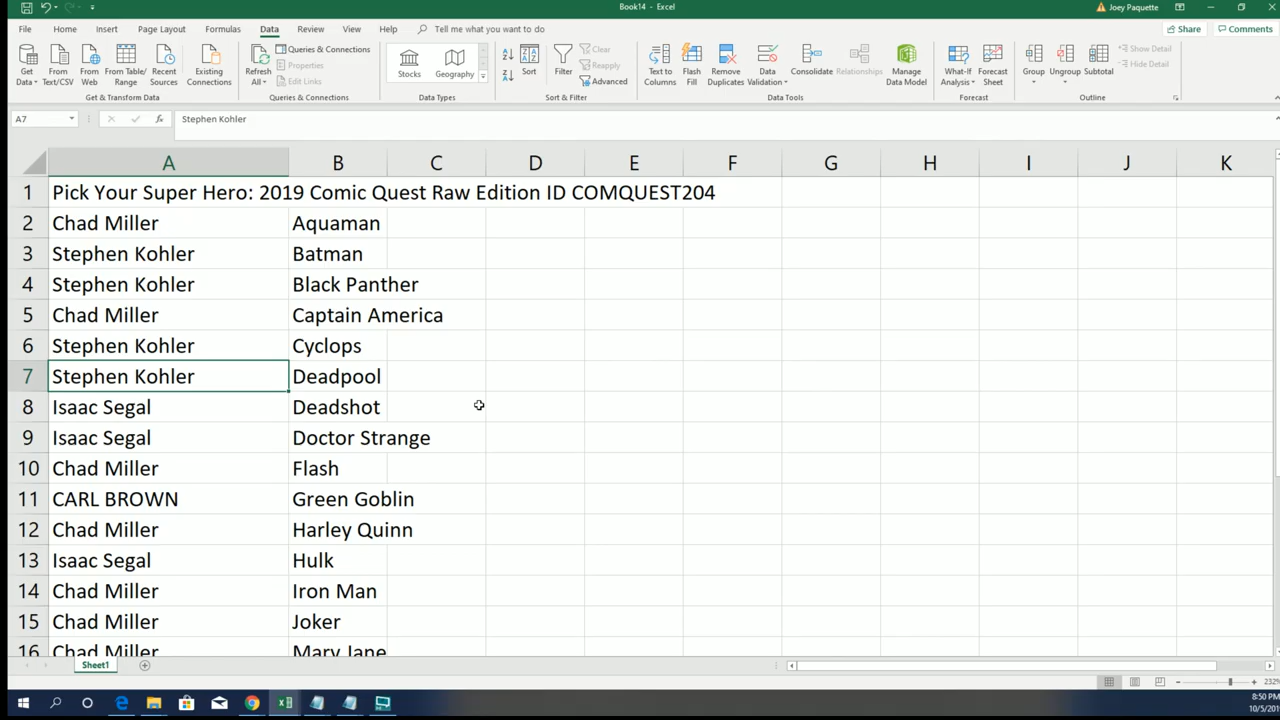 Book14 - Excel
Joey Paquette
File Home Insert Page Layout Formulas Data Review View Help Tell me what you want to do Share Comments
Get Data From Text/CSV From Web From Table/Range Recent Sources Existing Connections
Get & Transform Data
Refresh All Queries & Connections Properties Edit Links
Queries & Connections
Stocks Geography
Data Types
Sort Filter Clear Reapply Advanced
Sort & Filter
Text to Columns Flash Fill Remove Duplicates Data Validation Consolidate Relationships Manage Data Model
Data Tools
What-If Analysis Forecast Sheet
Forecast
Group Ungroup Subtotal Show Detail Hide Detail
Outline
A7 fx Stephen Kohler
A B C D E F G H I J K
1 Pick Your Super Hero: 2019 Comic Quest Raw Edition ID COMQUEST204
2 Chad Miller Aquaman
3 Stephen Kohler Batman
4 Stephen Kohler Black Panther
5 Chad Miller Captain America
6 Stephen Kohler Cyclops
7 Stephen Kohler Deadpool
8 Isaac Segal Deadshot
9 Isaac Segal Doctor Strange
10 Chad Miller Flash
11 CARL BROWN Green Goblin
12 Chad Miller Harley Quinn
13 Isaac Segal Hulk
14 Chad Miller Iron Man
15 Chad Miller Joker
16 Chad Miller Mary Jane
Sheet1
232%
8:50 PM
10/5/201